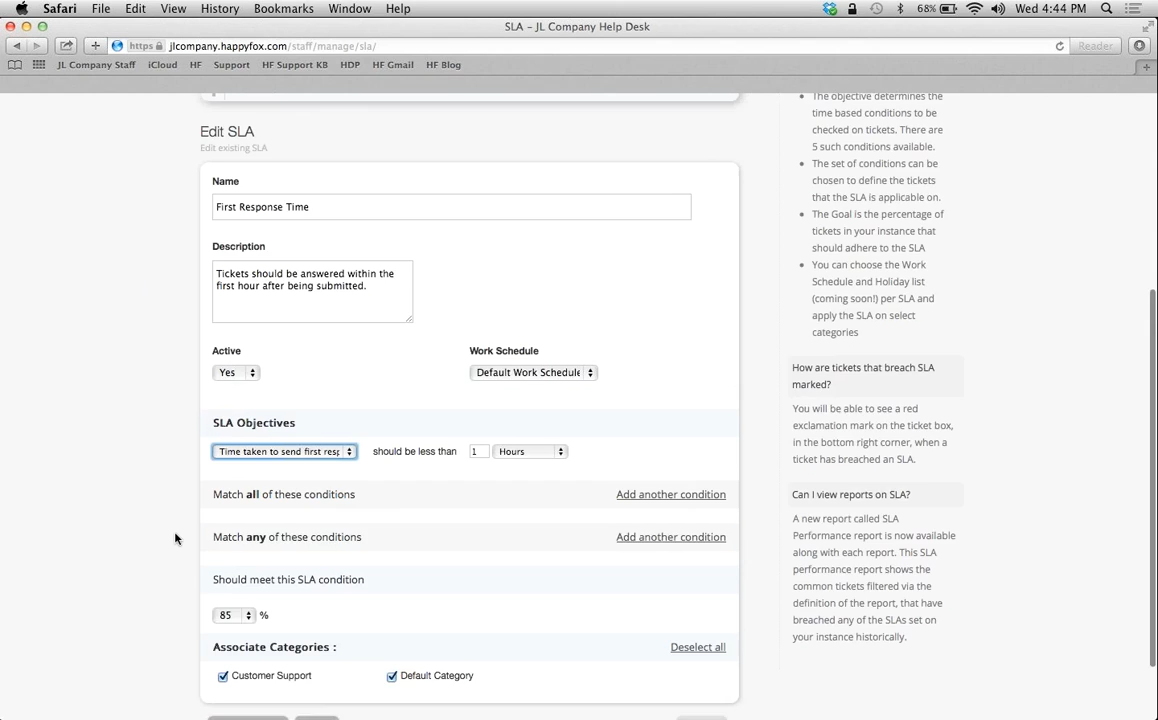 Safari File Edit View History Bookmarks Window Help 68% Wed 4:44 PM
SLA – JL Company Help Desk
https jlcompany.happyfox.com/staff/manage/sla/ Reader
JL Company Staff iCloud HF Support HF Support KB HDP HF Gmail HF Blog
Edit SLA
Edit existing SLA
Name
First Response Time
Description
Tickets should be answered within the
first hour after being submitted.
Active Work Schedule
Yes Default Work Schedule
SLA Objectives
Time taken to send first resp should be less than 1 Hours
Match all of these conditions Add another condition
Match any of these conditions Add another condition
Should meet this SLA condition
85 %
Associate Categories : Deselect all
Customer Support Default Category
The objective determines the
time based conditions to be
checked on tickets. There are
5 such conditions available.
The set of conditions can be
chosen to define the tickets
that the SLA is applicable on.
The Goal is the percentage of
tickets in your instance that
should adhere to the SLA
You can choose the Work
Schedule and Holiday list
(coming soon!) per SLA and
apply the SLA on select
categories
How are tickets that breach SLA
marked?
You will be able to see a red
exclamation mark on the ticket box,
in the bottom right corner, when a
ticket has breached an SLA.
Can I view reports on SLA?
A new report called SLA
Performance report is now available
along with each report. This SLA
performance report shows the
common tickets filtered via the
definition of the report, that have
breached any of the SLAs set on
your instance historically.